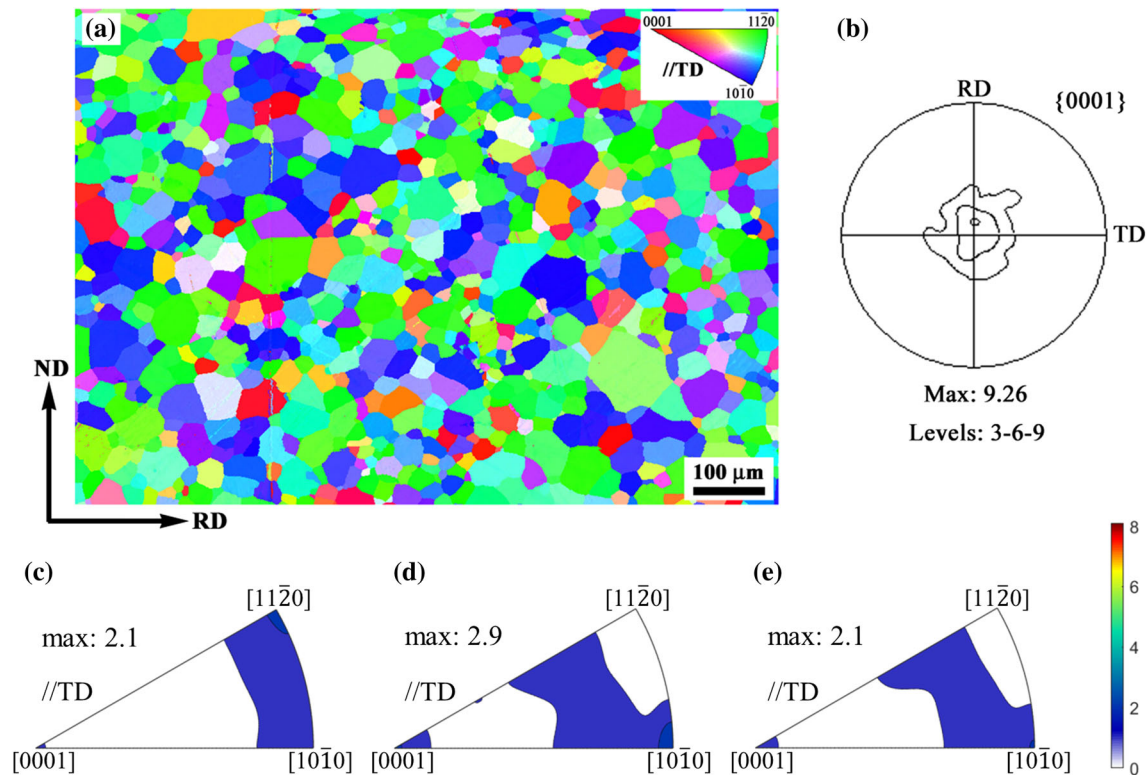 (a)
0001 112̅0
//TD
101̅0
ND
RD
100 μm
(b)
RD
{0001}
TD
Max: 9.26
Levels: 3-6-9
(c)
[112̅0]
max: 2.1
//TD
[0001] [101̅0]
(d)
[112̅0]
max: 2.9
//TD
[0001] [101̅0]
(e)
[112̅0]
max: 2.1
//TD
[0001] [101̅0]
8
6
4
2
0